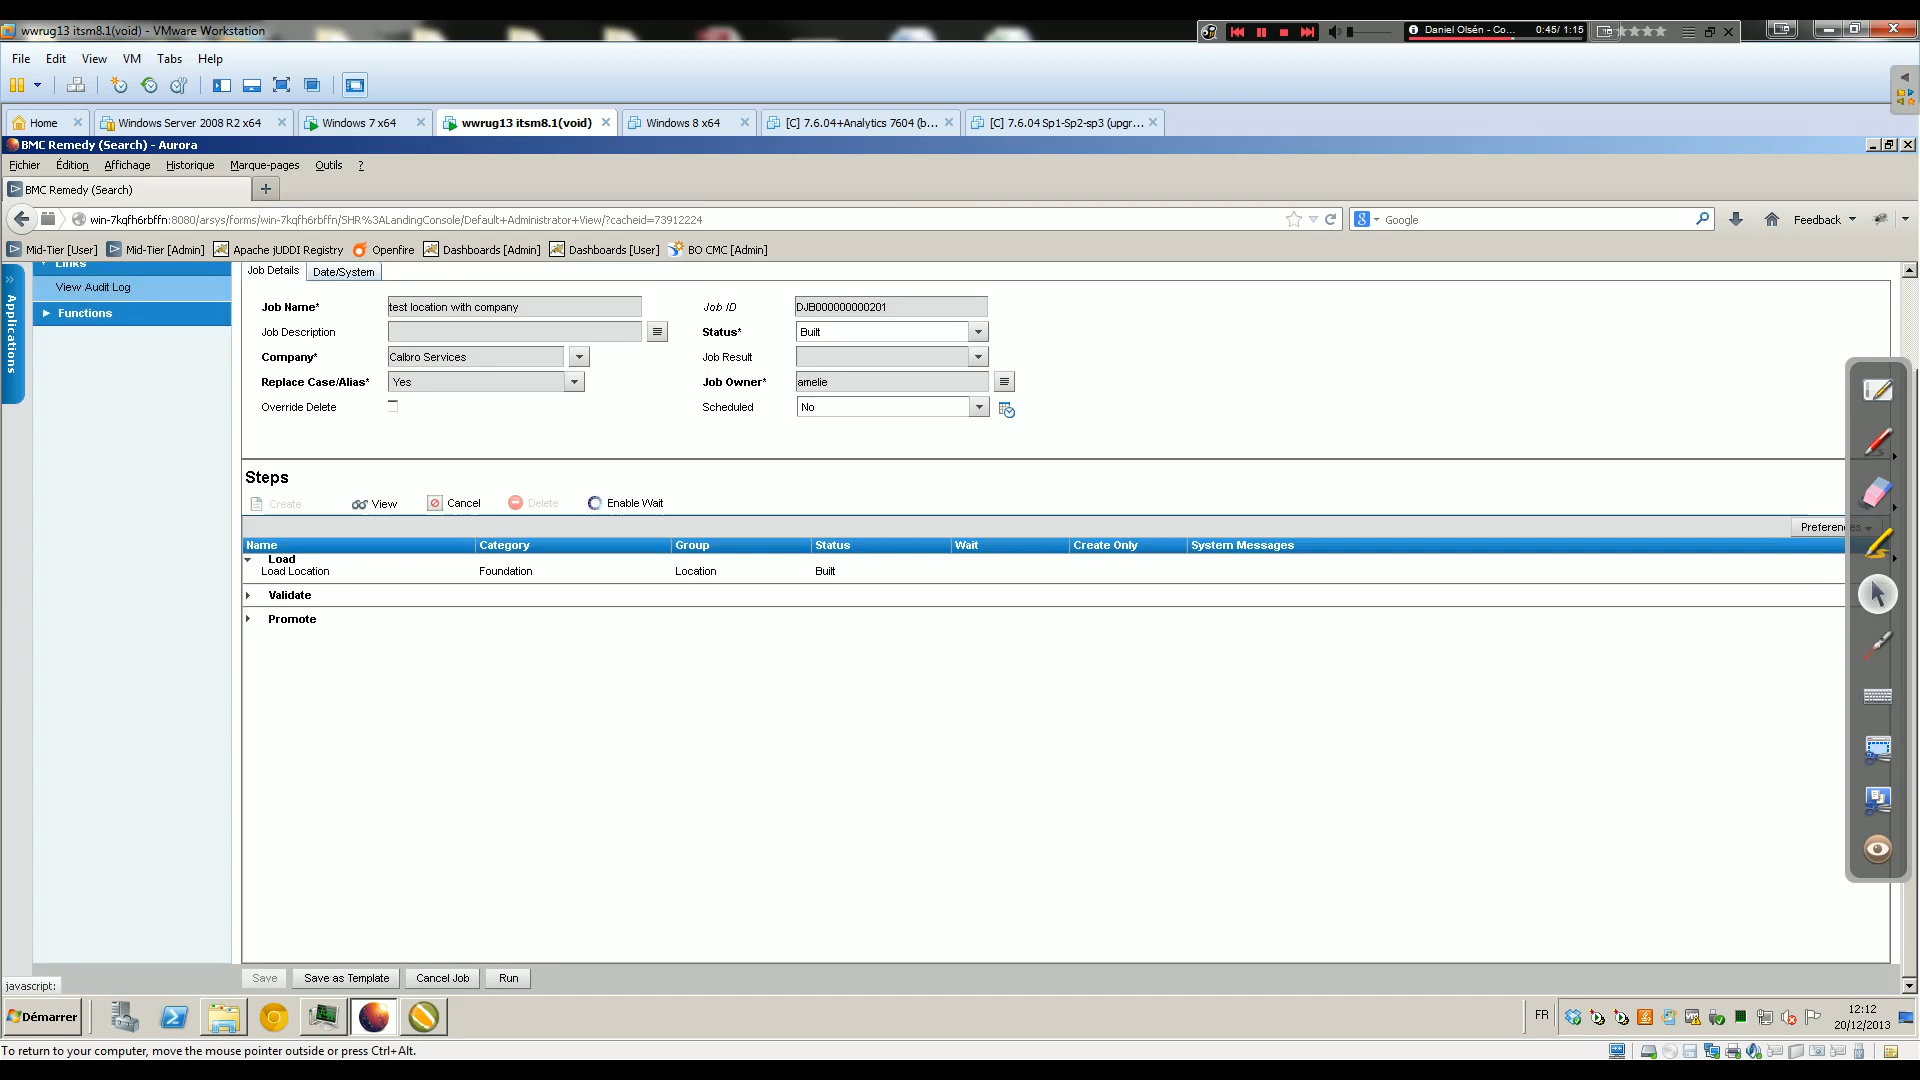 wwrug13 itsm8.1(void) - VMware Workstation
Daniel Olsén - Co... 0:45/ 1:15
File Edit View VM Tabs Help
Home Windows Server 2008 R2 x64 Windows 7 x64 wwrug13 itsm8.1(void) Windows 8 x64 [C] 7.6.04+Analytics 7604 (b... [C] 7.6.04 Sp1-Sp2-sp3 (upgr...
BMC Remedy (Search) - Aurora
Fichier Édition Affichage Historique Marque-pages Outils ?
BMC Remedy (Search)
win-7kqfh6rbffn:8080/arsys/forms/win-7kqfh6rbffn/SHR%3ALandingConsole/Default+Administrator+View/?cacheid=73912224 Google Feedback
Mid-Tier [User] Mid-Tier [Admin] Apache jUDDI Registry Openfire Dashboards [Admin] Dashboards [User] BO CMC [Admin]
Applications
Links
View Audit Log
Functions
Job Details Date/System
Job Name* test location with company Job ID DJB000000000201
Job Description Status* Built
Company* Calbro Services Job Result
Replace Case/Alias* Yes Job Owner* amelie
Override Delete Scheduled No
Steps
Create View Cancel Delete Enable Wait
Preferences
Name Category Group Status Wait Create Only System Messages
Load
Load Location Foundation Location Built
Validate
Promote
Save Save as Template Cancel Job Run
javascript:
Démarrer FR 12:12
20/12/2013
To return to your computer, move the mouse pointer outside or press Ctrl+Alt.